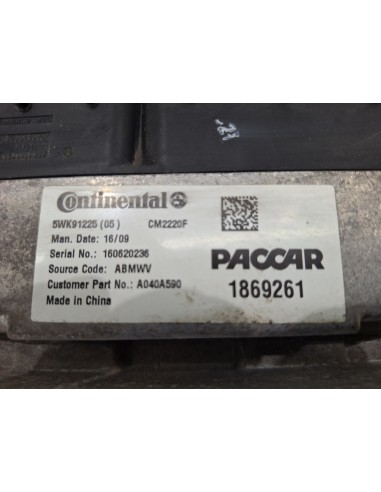 Continental
5WK91225 (05) CM2220F
Man. Date: 16/09
Serial No.: 160620236
Source Code: ABMWV
Customer Part No.: A040A590
Made in China
PACCAR
1869261